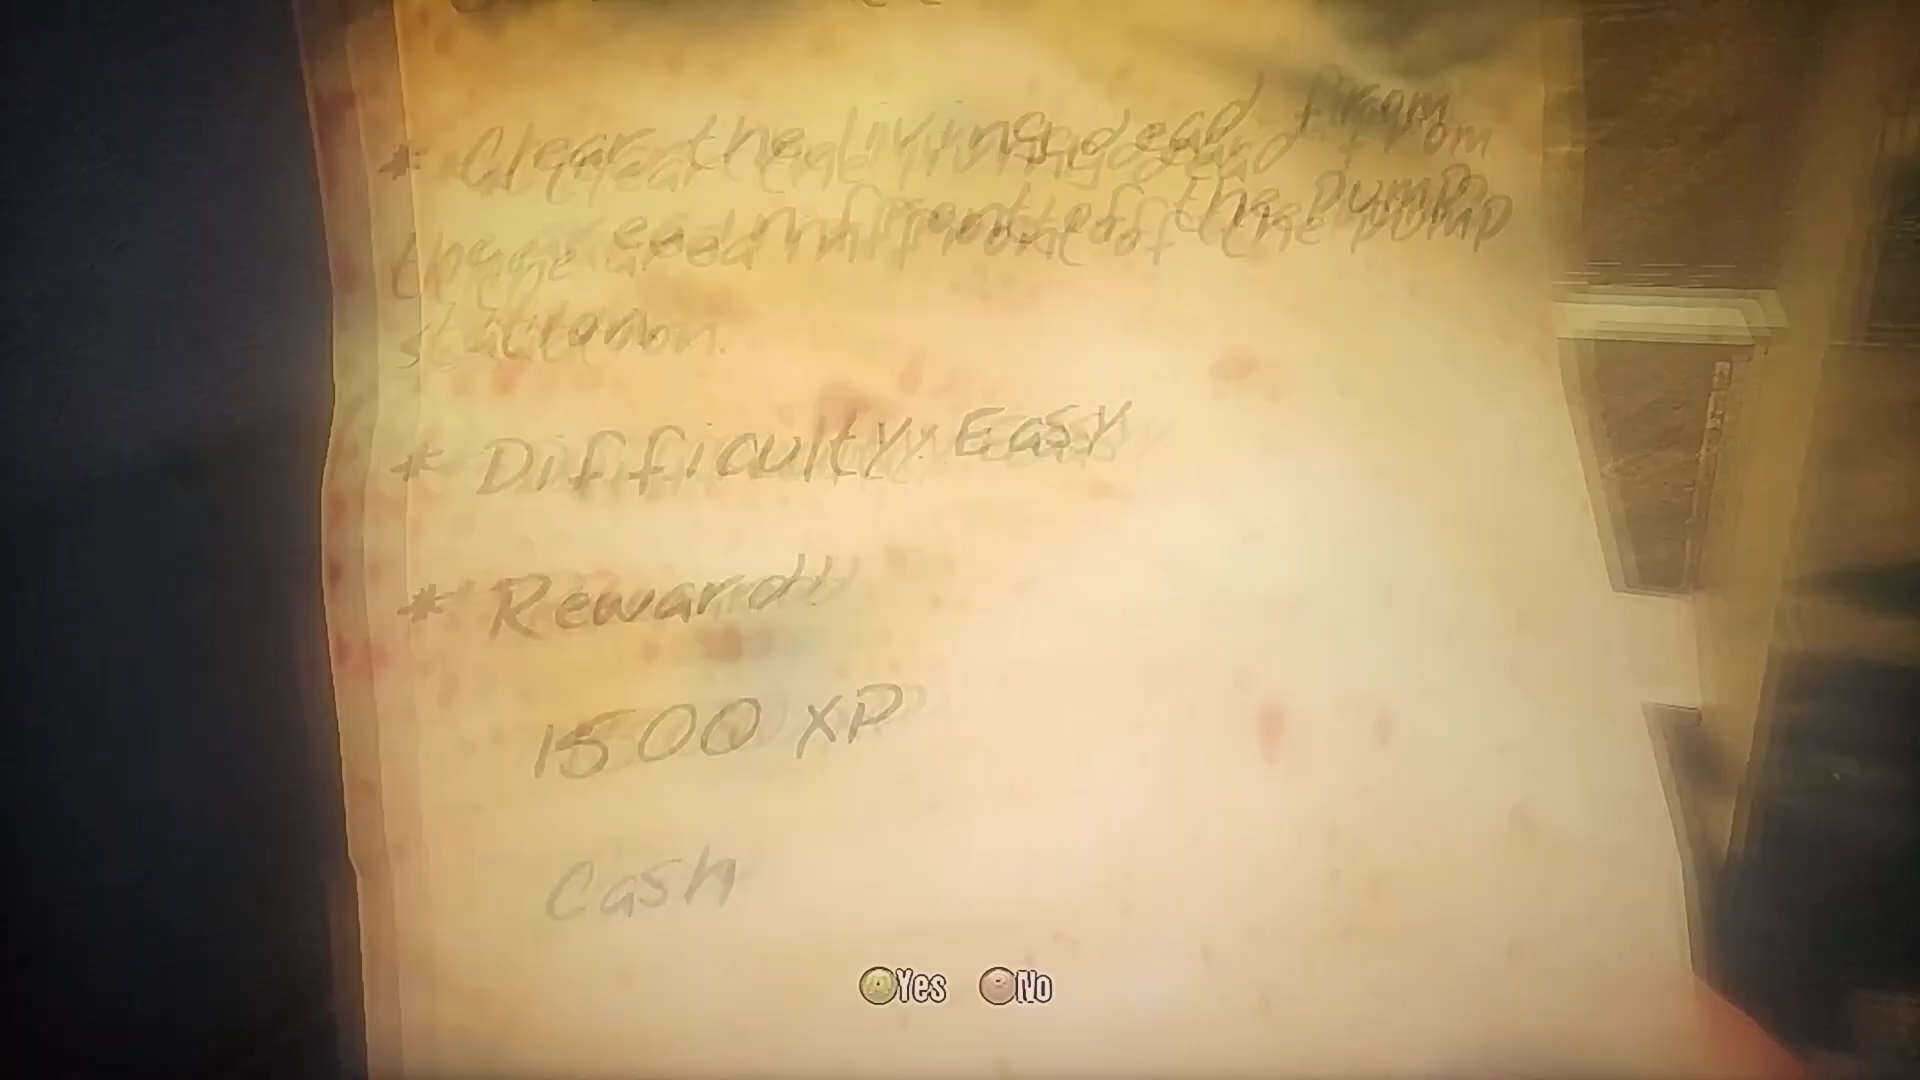 * Clear the living dead from
the area in front of the pump
station.
* Difficulty: Easy
* Reward:
1500 XP
Cash
Yes No